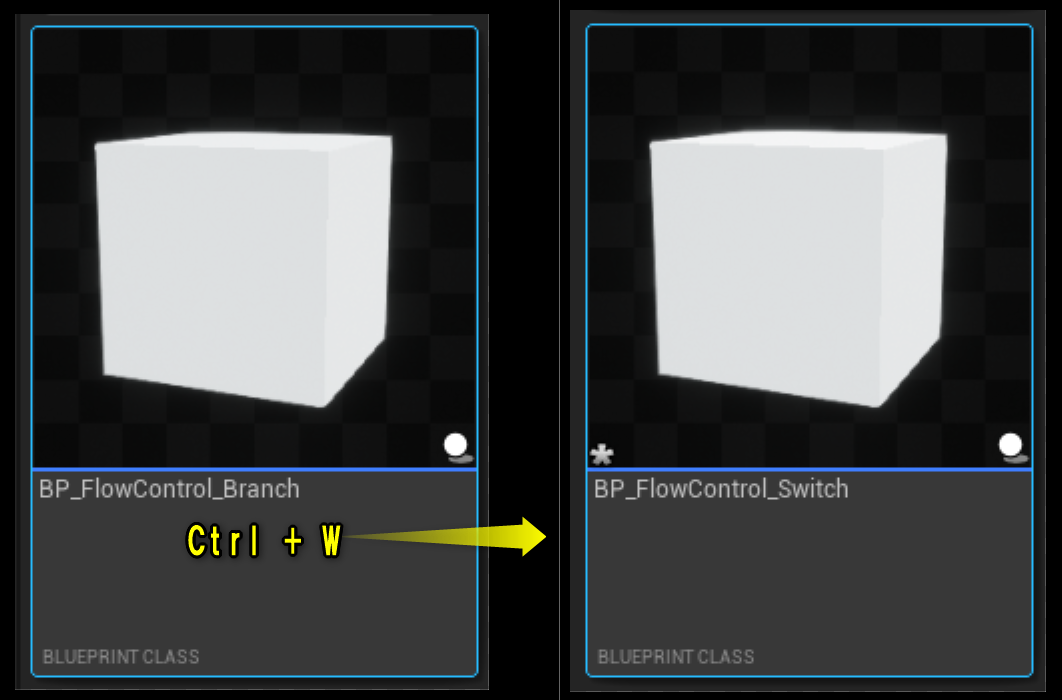 BP_FlowControl_Branch
Ctrl + W
BLUEPRINT CLASS
BP_FlowControl_Switch
BLUEPRINT CLASS